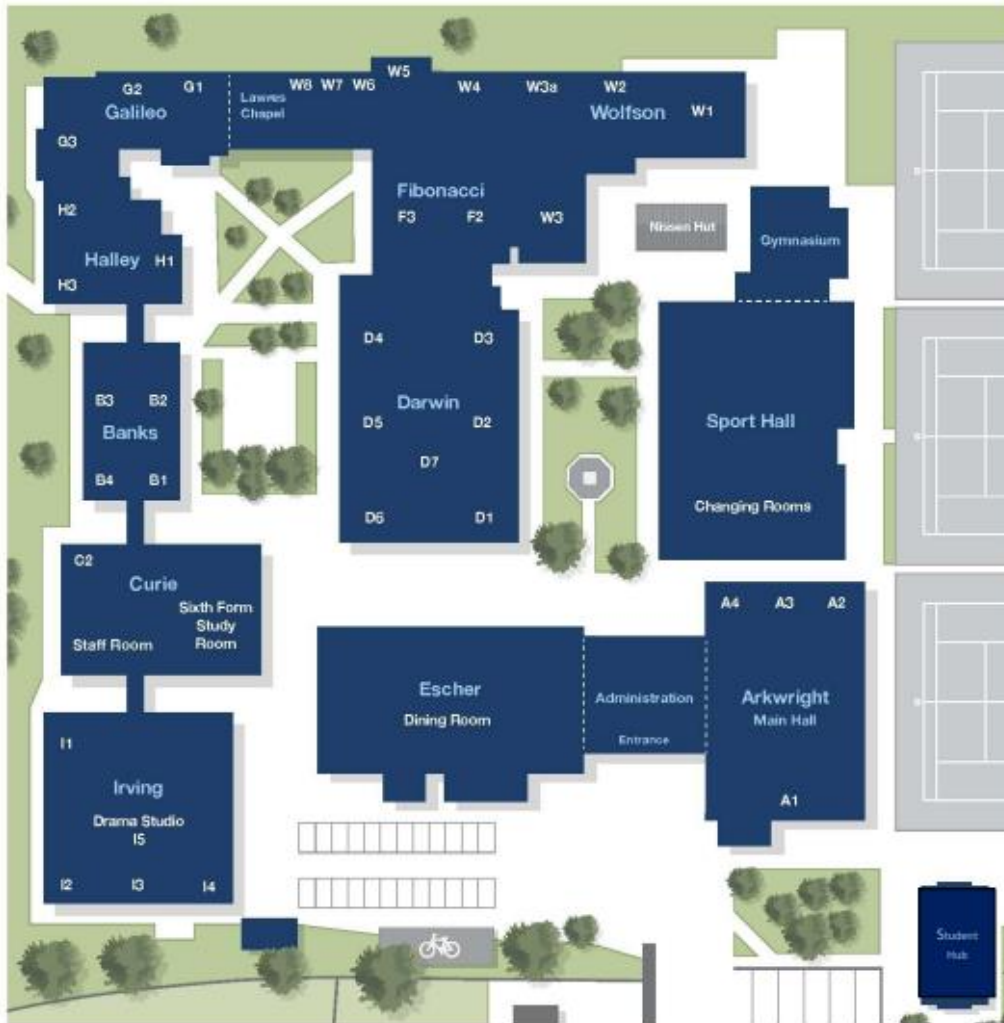 G2
G1
Galileo
G3
Lawres
Chapel
W8
W7
W6
W5
W4
W3a
W2
Wolfson
W1
Fibonacci
F3
F2
W3
Nissen Hut
Gymnasium
H2
Halley
H1
H3
B3
B2
Banks
B4
B1
D4
D3
Darwin
D5
D2
D7
D6
D1
Sport Hall
Changing Rooms
C2
Curie
Sixth Form
Study
Room
Staff Room
Escher
Dining Room
Administration
Entrance
A4
A3
A2
Arkwright
Main Hall
A1
I1
Irving
Drama Studio
I5
I2
I3
I4
Student
Hub